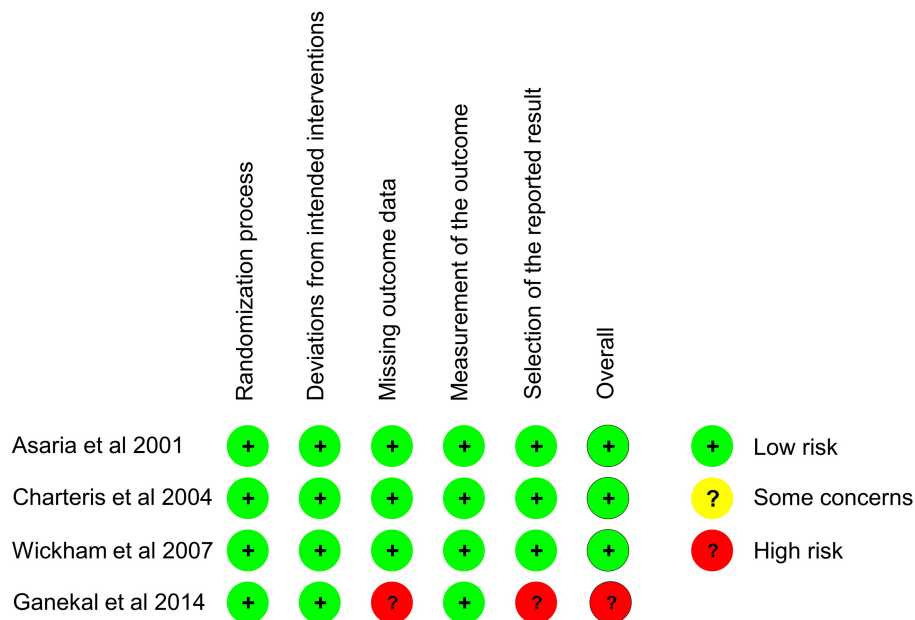 Randomization process
Deviations from intended interventions
Missing outcome data
Measurement of the outcome
Selection of the reported result
Overall
Asaria et al 2001 + + + + + + + Low risk
Charteris et al 2004 + + + + + + ? Some concerns
Wickham et al 2007 + + + + + + ? High risk
Ganekal et al 2014 + + ? + ? ?